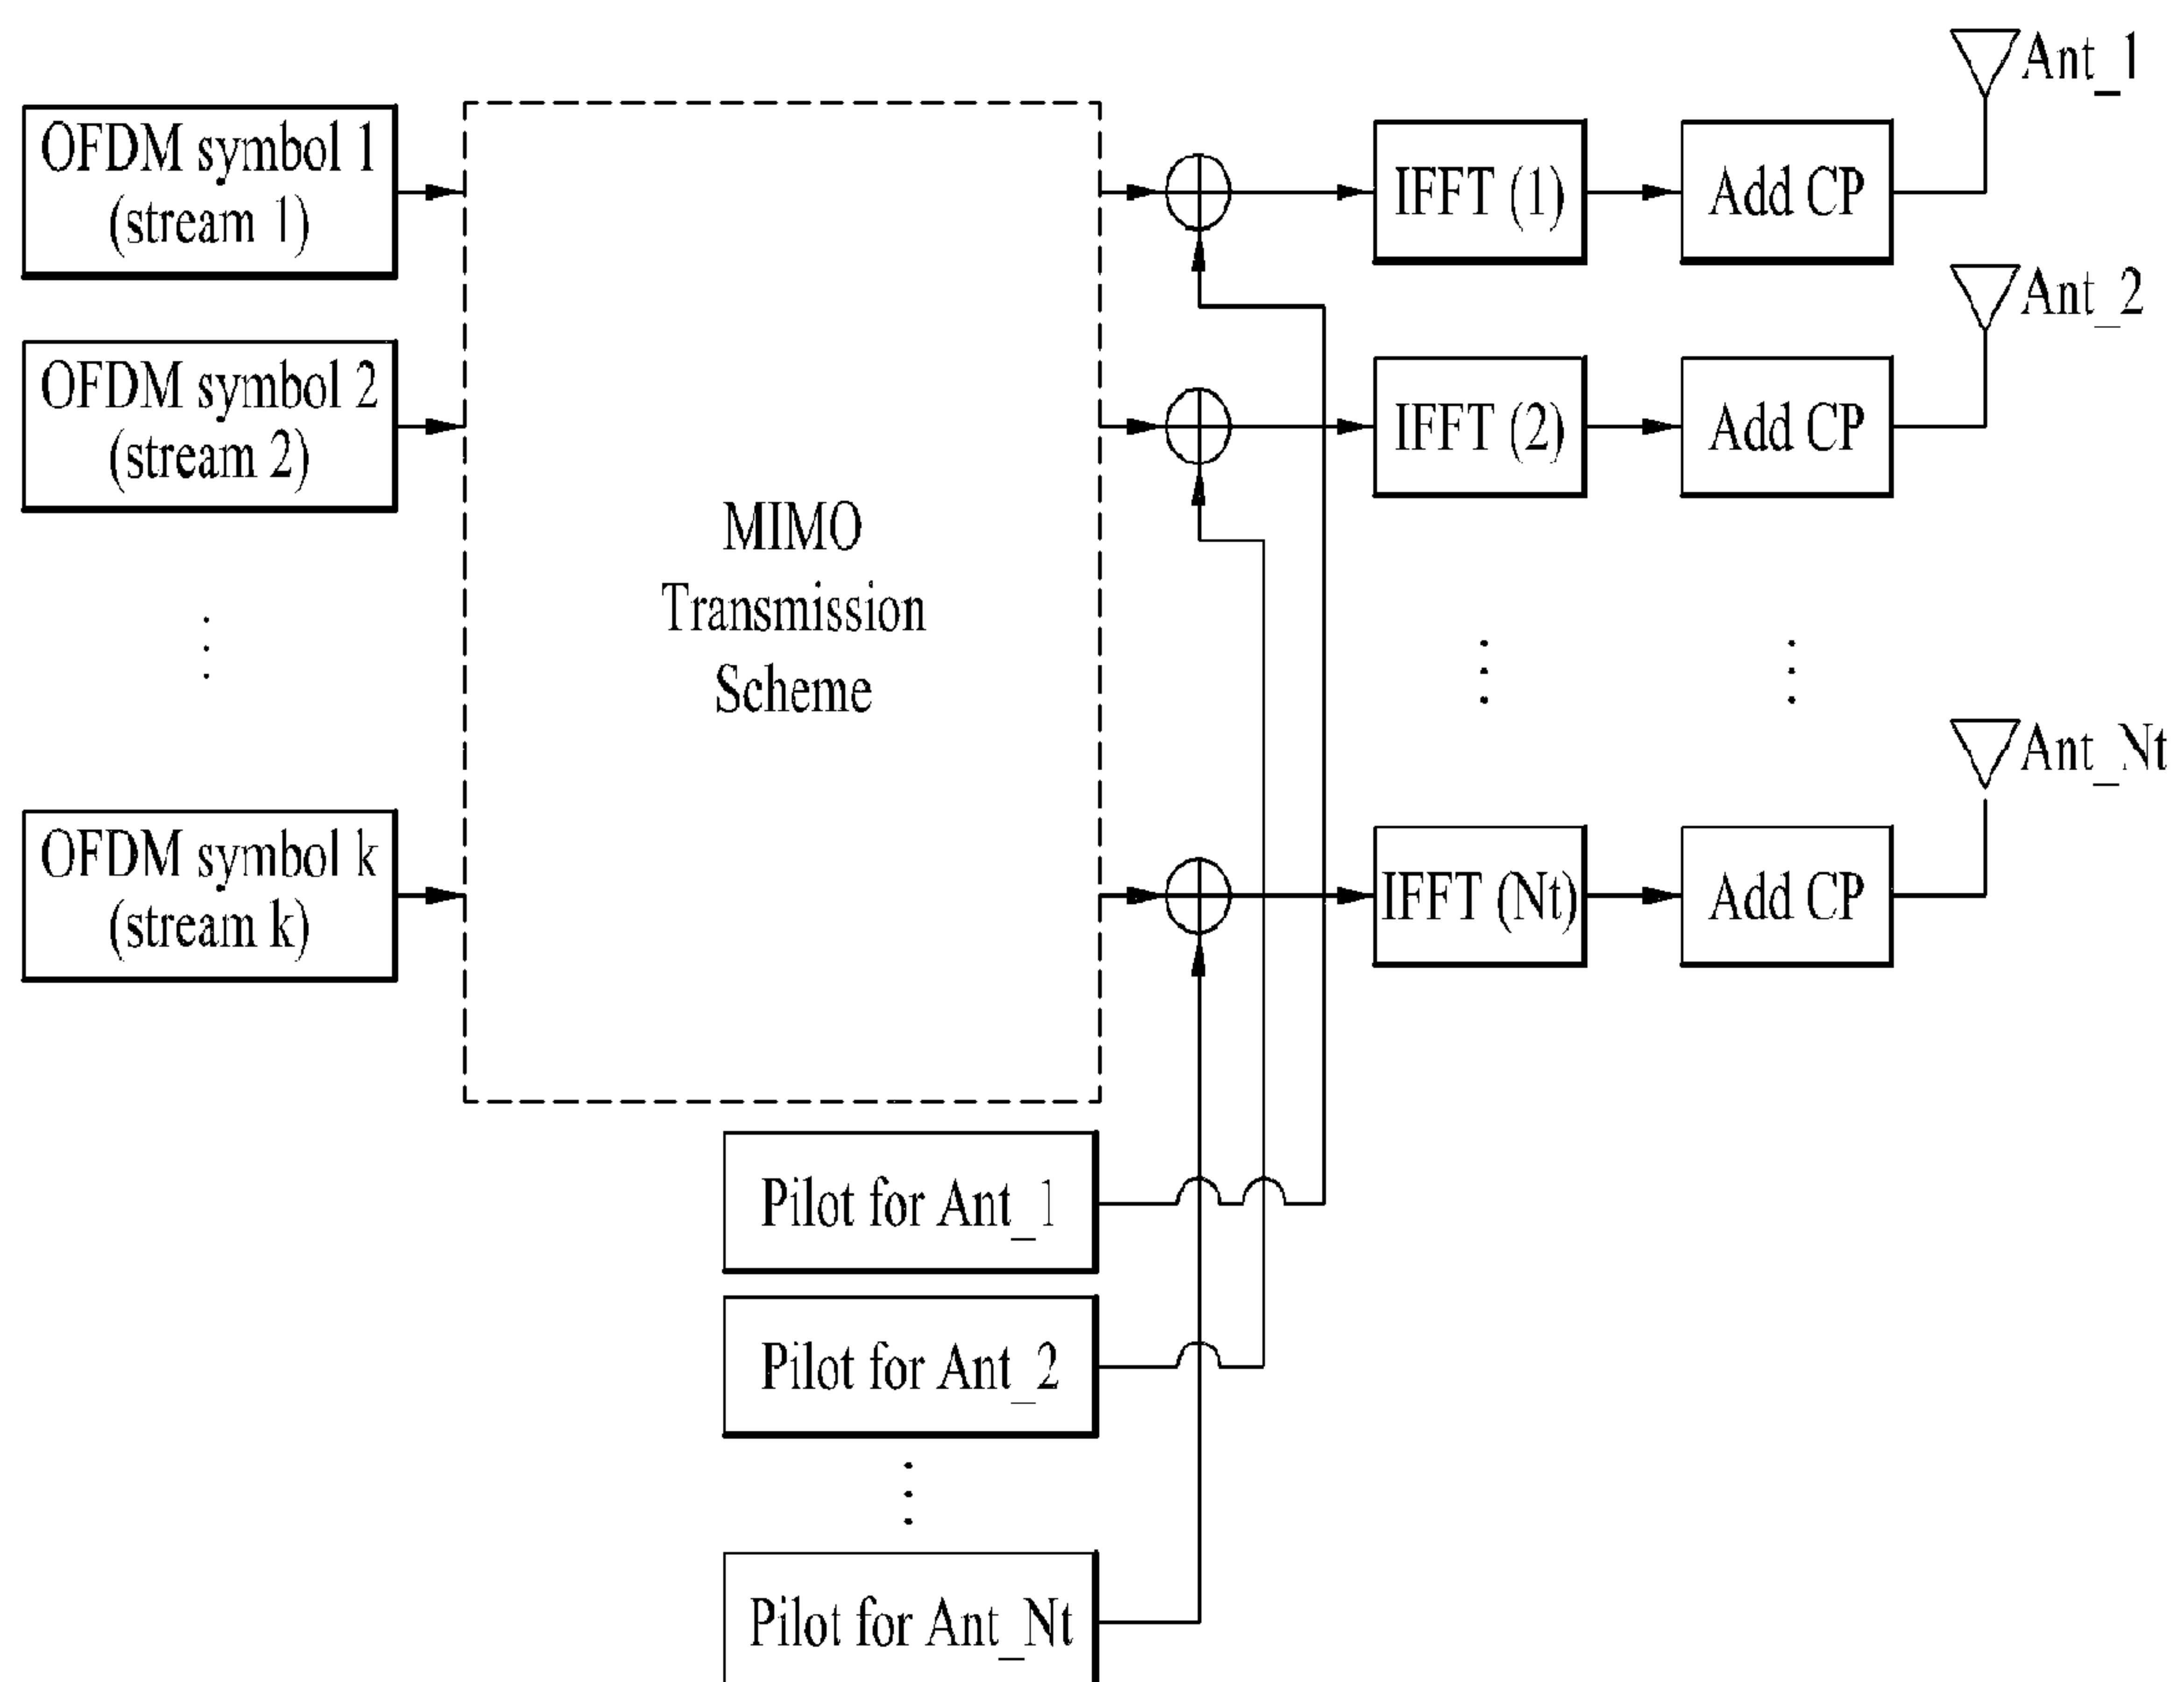 Ant_1
OFDM symbol 1
(stream 1)
IFFT (1)
Add CP
Ant_2
OFDM symbol 2
(stream 2)
IFFT (2)
Add CP
MIMO
Transmission
Scheme
Ant_Nt
OFDM symbol k
(stream k)
IFFT (Nt)
Add CP
Pilot for Ant_1
Pilot for Ant_2
Pilot for Ant_Nt